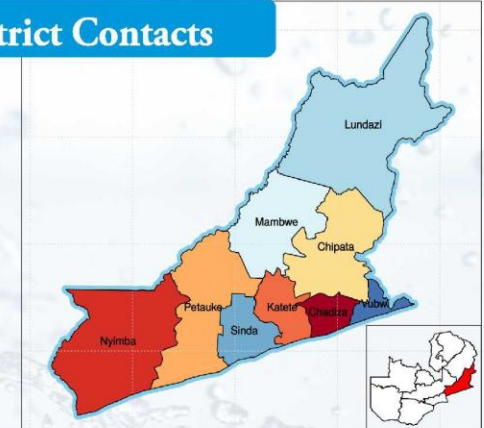 trict Contacts
Lundazi
Mambwe
Chipata
Petauke
Katete
Chadiza
Vubwi
Sinda
Nyimba